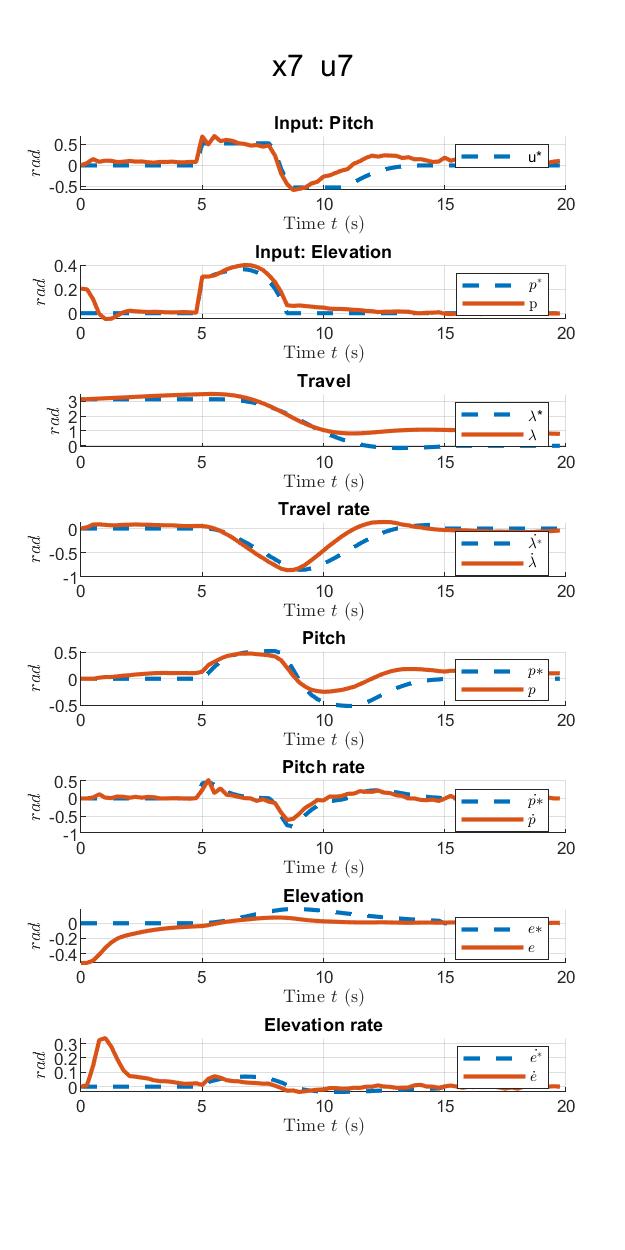 x7 u7
Input: Pitch
0.5
0
-0.5
rad
0 5 10 15 20
Time t (s)
u*
Input: Elevation
0.4
0.2
0
rad
0 5 10 15 20
Time t (s)
p*
p
Travel
3
2
1
0
rad
0 5 10 15 20
Time t (s)
λ*
λ
Travel rate
0
-0.5
-1
rad
0 5 10 15 20
Time t (s)
λ̇*
λ̇
Pitch
0.5
0
-0.5
rad
0 5 10 15 20
Time t (s)
p*
p
Pitch rate
0.5
0
-0.5
-1
rad
0 5 10 15 20
Time t (s)
ṗ*
ṗ
Elevation
0
-0.2
-0.4
rad
0 5 10 15 20
Time t (s)
e*
e
Elevation rate
0.3
0.2
0.1
0
rad
0 5 10 15 20
Time t (s)
ė*
ė